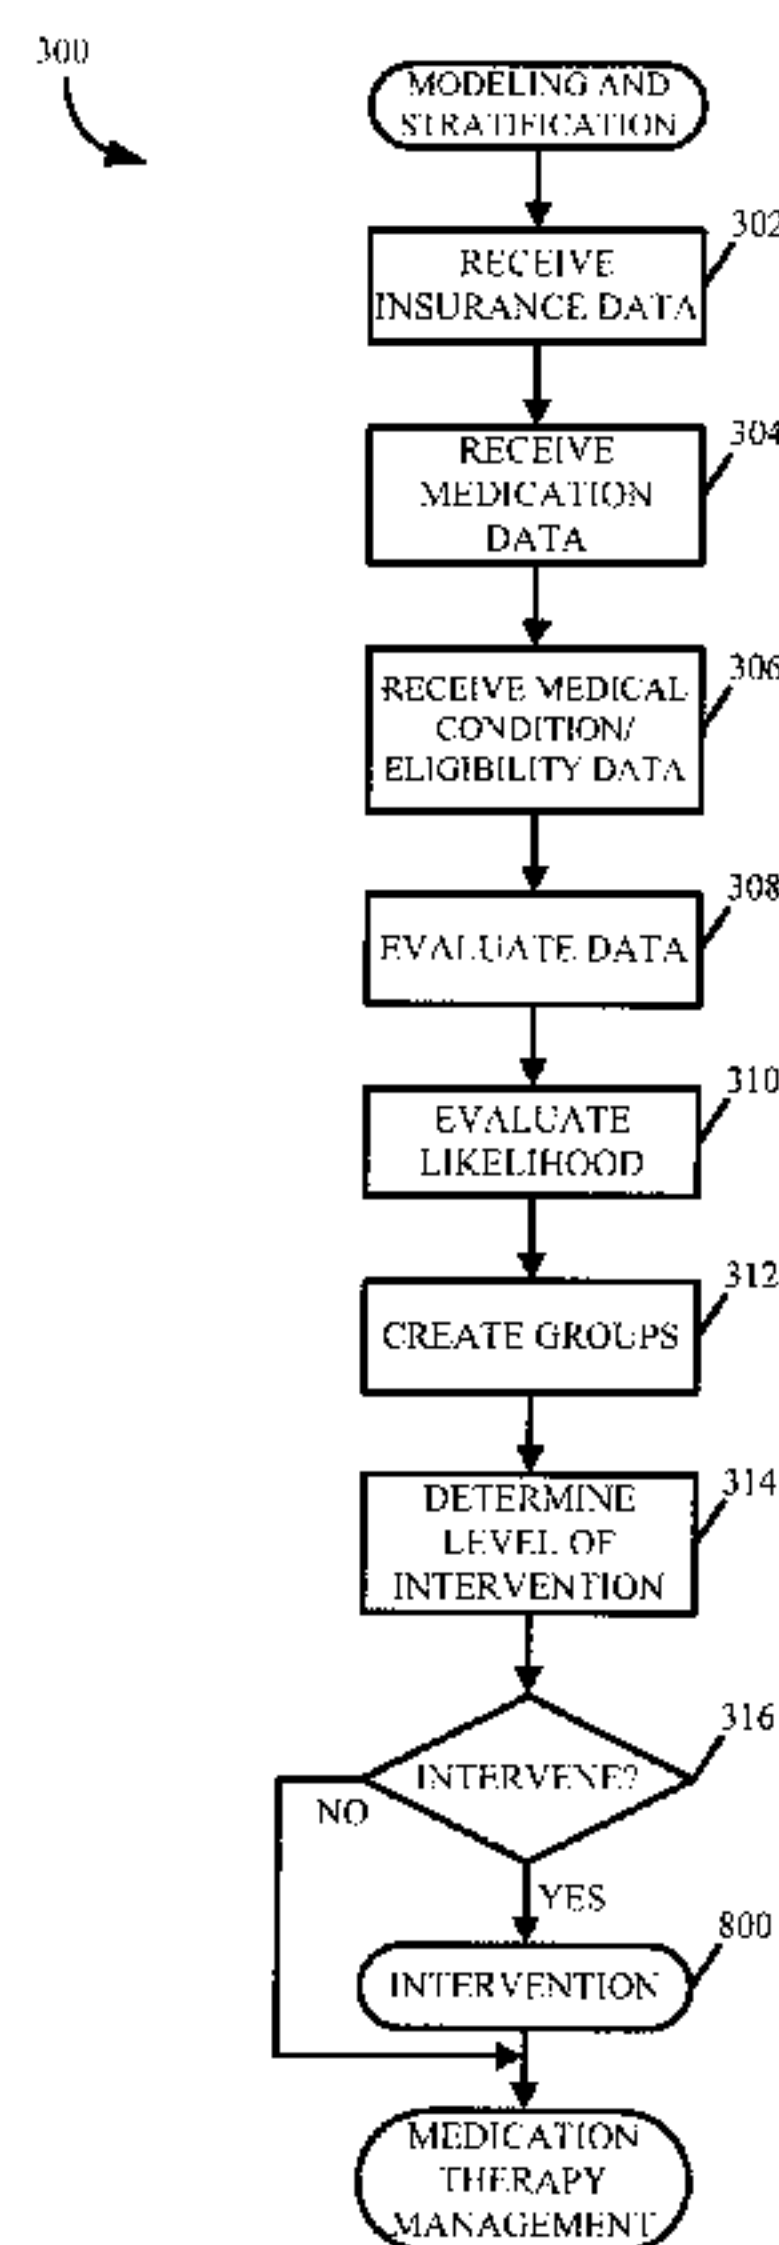 300
MODELING AND
STRATIFICATION
302
RECEIVE
INSURANCE DATA
304
RECEIVE
MEDICATION
DATA
306
RECEIVE MEDICAL
CONDITION/
ELIGIBILITY DATA
308
EVALUATE DATA
310
EVALUATE
LIKELIHOOD
312
CREATE GROUPS
314
DETERMINE
LEVEL OF
INTERVENTION
316
INTERVENE?
NO
YES
800
INTERVENTION
MEDICATION
THERAPY
MANAGEMENT